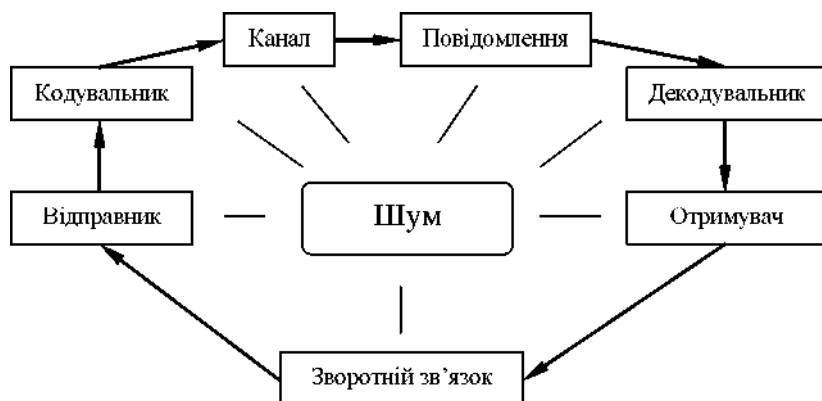 Канал
Повідомлення
Кодувальник
Декодувальник
Відправник
Шум
Отримувач
Зворотній зв’язок